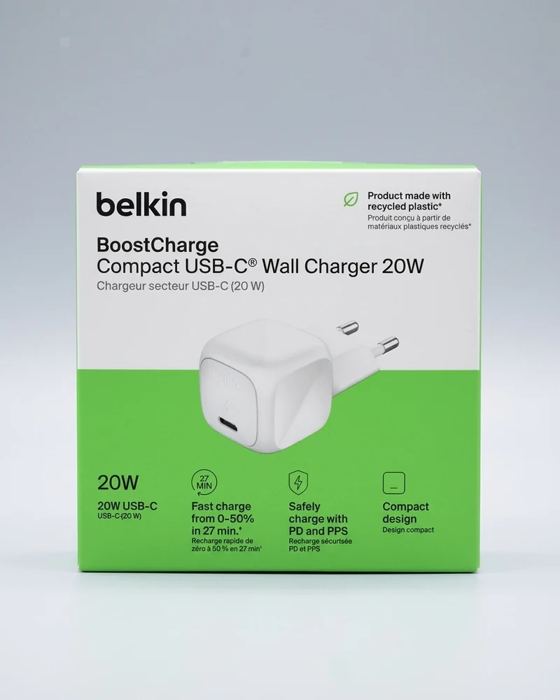 belkin
Product made with
recycled plastic*
Produit conçu à partir de
matériaux plastiques recyclés*
BoostCharge
Compact USB-C® Wall Charger 20W
Chargeur secteur USB-C (20 W)
20W
20W USB-C
USB-C (20 W)
27
MIN
Fast charge
from 0–50%
in 27 min.*
Recharge rapide de
zéro à 50 % en 27 min*
Safely
charge with
PD and PPS
Recharge sécurisée
PD et PPS
Compact
design
Design compact